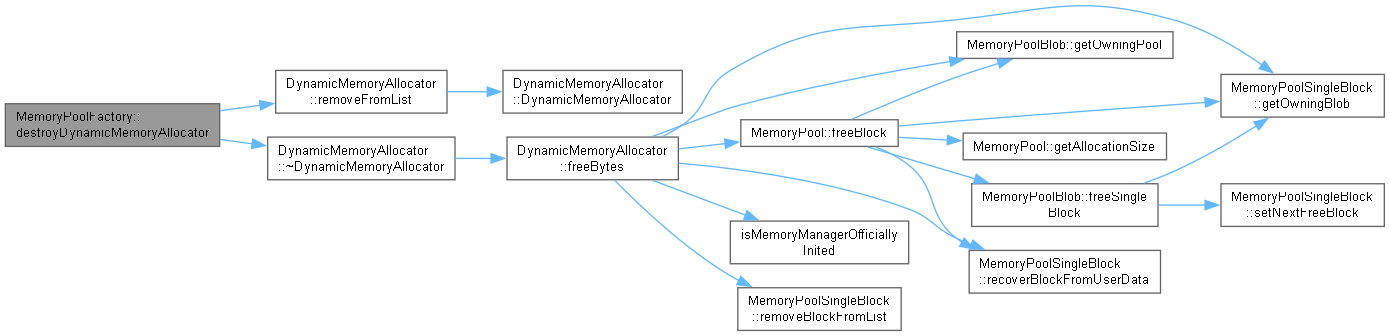 MemoryPoolFactory::
destroyDynamicMemoryAllocator
DynamicMemoryAllocator
::removeFromList
DynamicMemoryAllocator
::~DynamicMemoryAllocator
DynamicMemoryAllocator
::DynamicMemoryAllocator
DynamicMemoryAllocator
::freeBytes
MemoryPool::freeBlock
isMemoryManagerOfficially
Inited
MemoryPoolSingleBlock
::removeBlockFromList
MemoryPoolBlob::getOwningPool
MemoryPool::getAllocationSize
MemoryPoolBlob::freeSingle
Block
MemoryPoolSingleBlock
::recoverBlockFromUserData
MemoryPoolSingleBlock
::getOwningBlob
MemoryPoolSingleBlock
::setNextFreeBlock